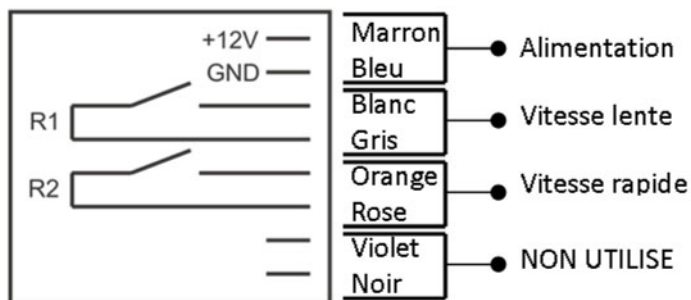 +12V
Marron
Alimentation
GND
Bleu
Blanc
Vitesse lente
R1
Gris
Orange
Vitesse rapide
R2
Rose
Violet
NON UTILISE
Noir